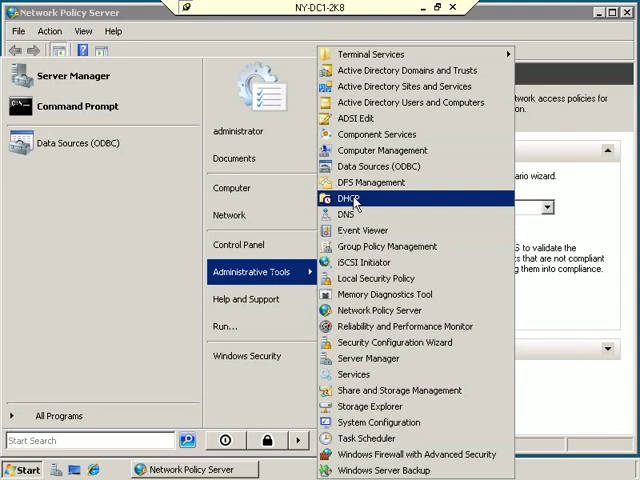 NY-DC1-2K8
Network Policy Server
File Action View Help
Server Manager
Command Prompt
Data Sources (ODBC)
All Programs
Start Search
administrator
Documents
Computer
Network
Control Panel
Administrative Tools
Help and Support
Run...
Windows Security
Terminal Services
Active Directory Domains and Trusts
Active Directory Sites and Services
Active Directory Users and Computers
ADSI Edit
Component Services
Computer Management
Data Sources (ODBC)
DFS Management
DHCP
DNS
Event Viewer
Group Policy Management
iSCSI Initiator
Local Security Policy
Memory Diagnostics Tool
Network Policy Server
Reliability and Performance Monitor
Security Configuration Wizard
Server Manager
Services
Share and Storage Management
Storage Explorer
System Configuration
Task Scheduler
Windows Firewall with Advanced Security
Windows Server Backup
twork access policies for
on.
ario wizard.
S to validate the
s that are not compliant
g them into compliance.
Start
Network Policy Server